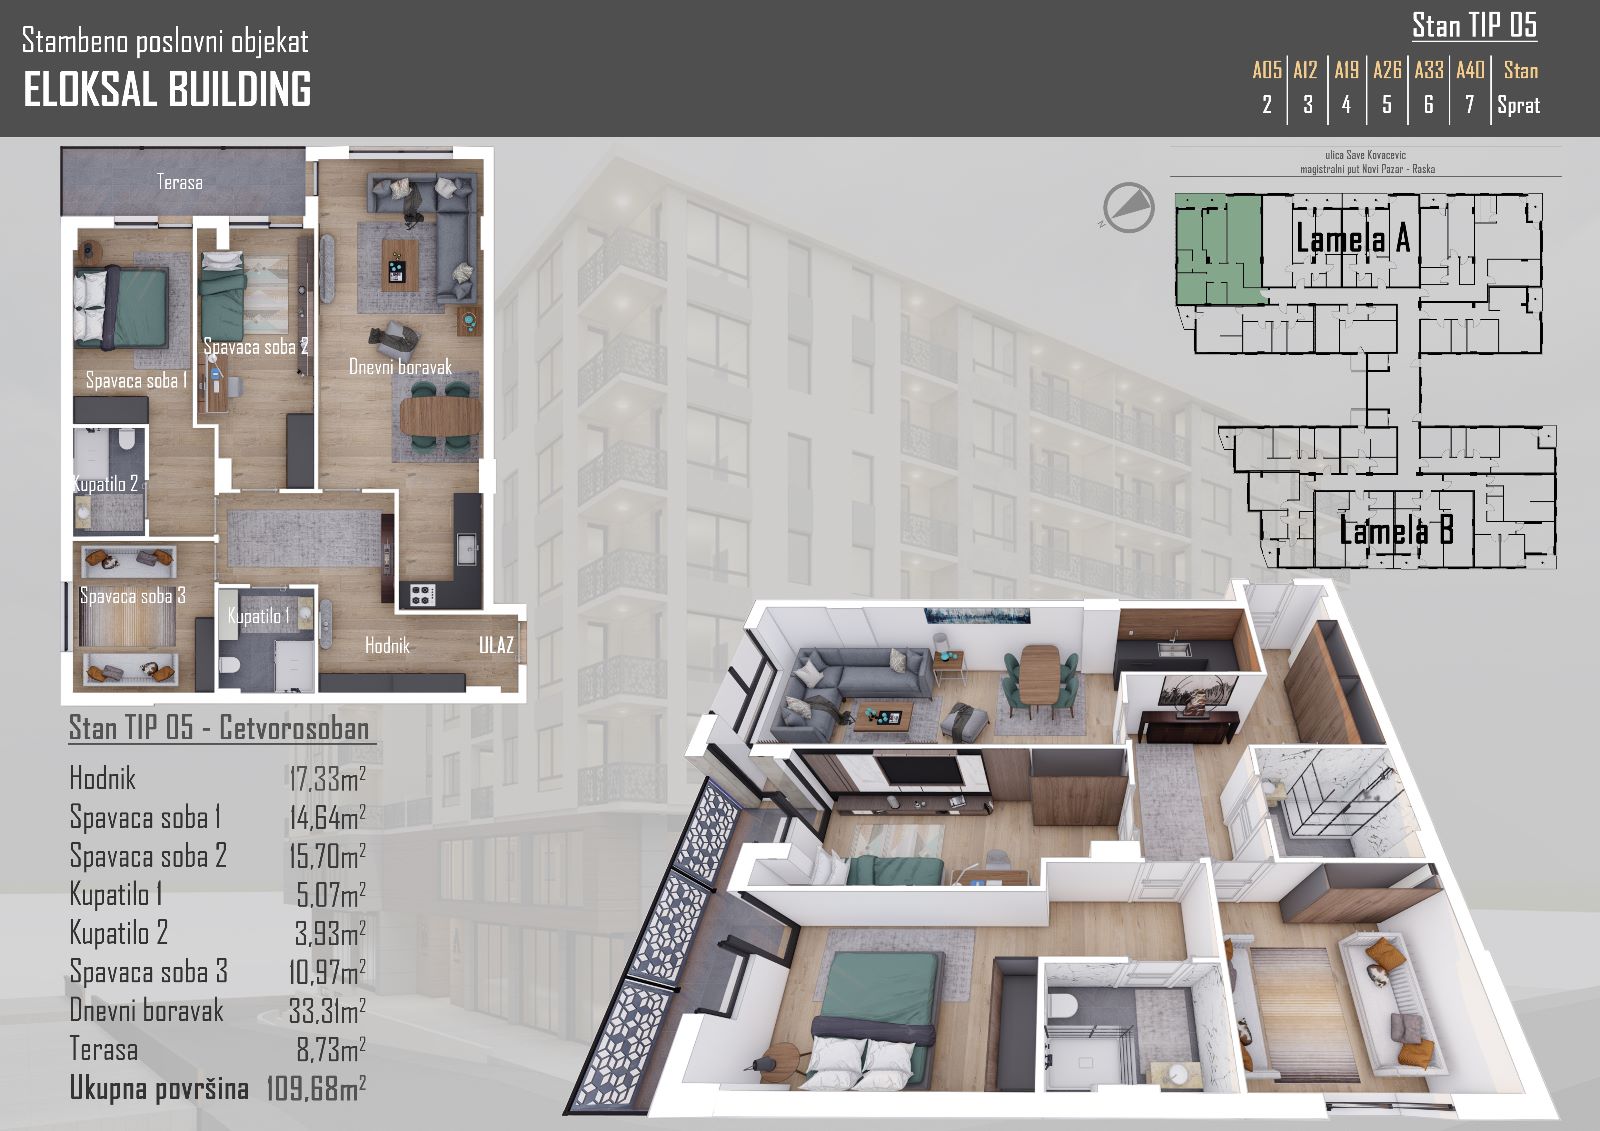 Stambeno poslovni objekat
ELOKSAL BUILDING
Stan TIP 05
A05 A12 A19 A26 A33 A40 Stan
2 3 4 5 6 7 Sprat
ulica Save Kovacevic
magistralni put Novi Pazar - Raska
N
Lamela A
Lamela B
Terasa
Spavaca soba 2
Dnevni boravak
Spavaca soba 1
Kupatilo 2
Spavaca soba 3
Kupatilo 1
Hodnik
ULAZ
Stan TIP 05 - Cetvorosoban
Hodnik 17,33m²
Spavaca soba 1 14,64m²
Spavaca soba 2 15,70m²
Kupatilo 1 5,07m²
Kupatilo 2 3,93m²
Spavaca soba 3 10,97m²
Dnevni boravak 33,31m²
Terasa 8,73m²
Ukupna površina 109,68m²